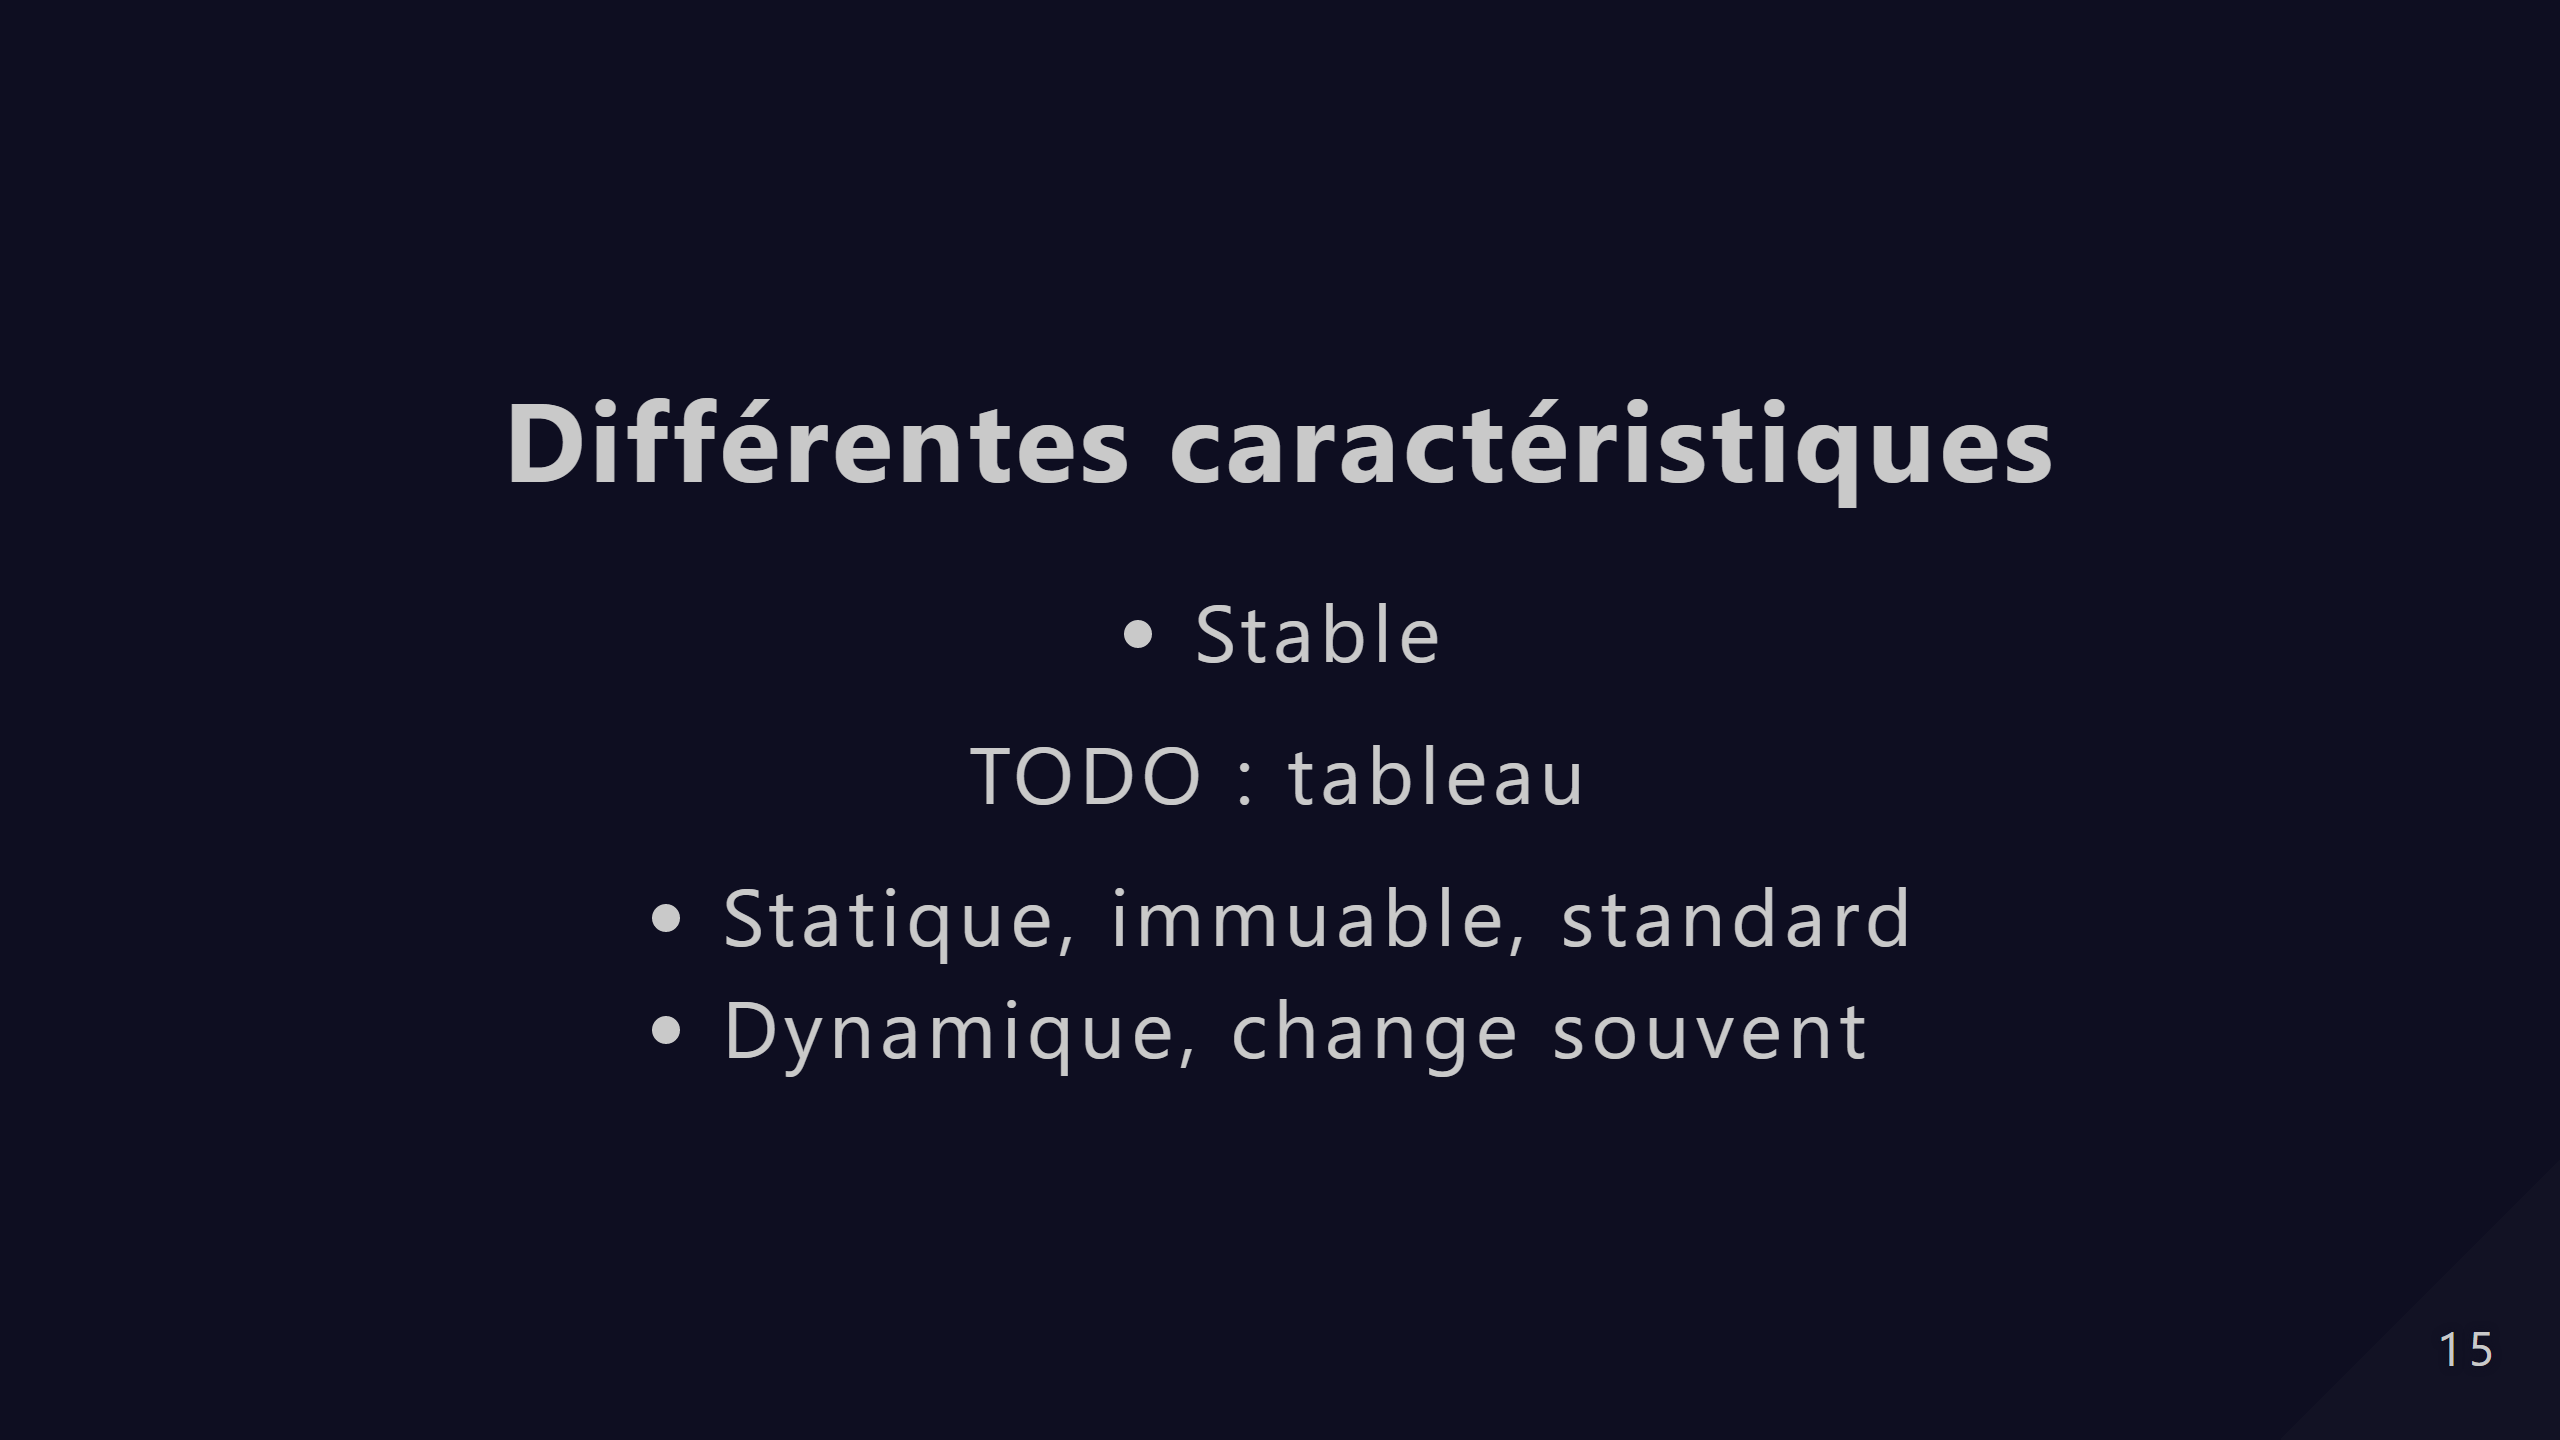 Différentes caractéristiques
• Stable
TODO : tableau
• Statique, immuable, standard
• Dynamique, change souvent
15